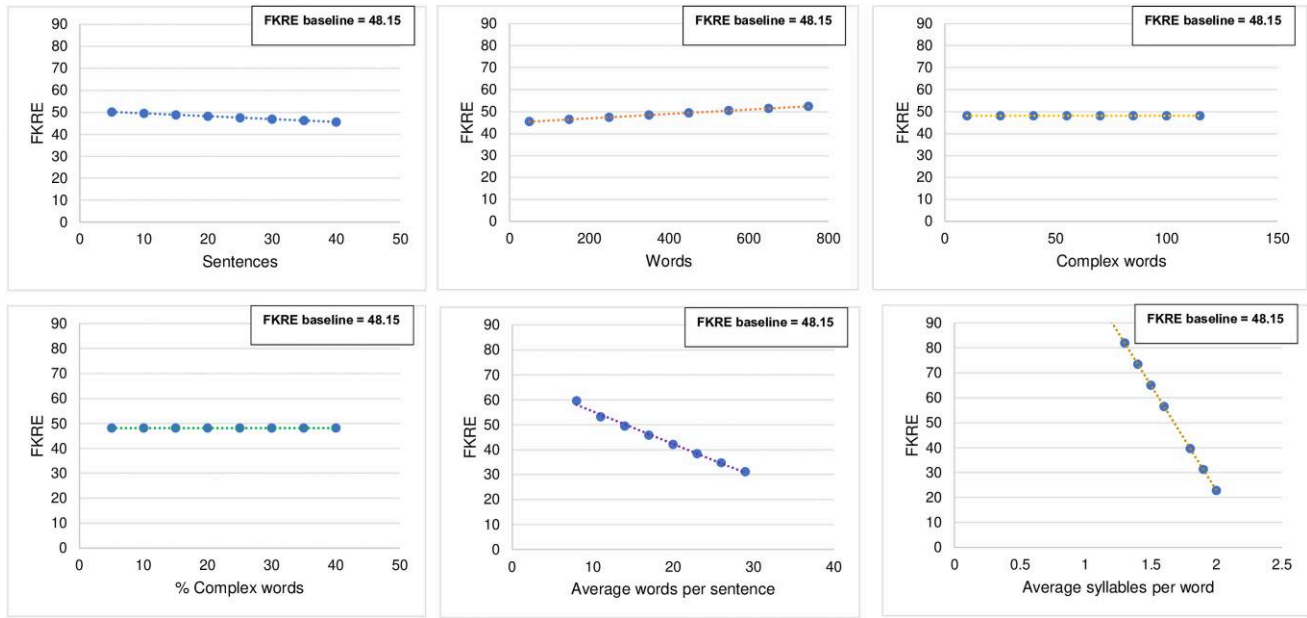 FKRE baseline = 48.15
90
80
70
60
50
40
30
20
10
0
FKRE
0 10 20 30 40 50
Sentences
FKRE baseline = 48.15
90
80
70
60
50
40
30
20
10
0
FKRE
0 200 400 600 800
Words
FKRE baseline = 48.15
90
80
70
60
50
40
30
20
10
0
FKRE
0 50 100 150
Complex words
FKRE baseline = 48.15
90
80
70
60
50
40
30
20
10
0
FKRE
0 10 20 30 40 50
% Complex words
FKRE baseline = 48.15
90
80
70
60
50
40
30
20
10
0
FKRE
0 10 20 30 40
Average words per sentence
FKRE baseline = 48.15
90
80
70
60
50
40
30
20
10
0
FKRE
0 0.5 1 1.5 2 2.5
Average syllables per word